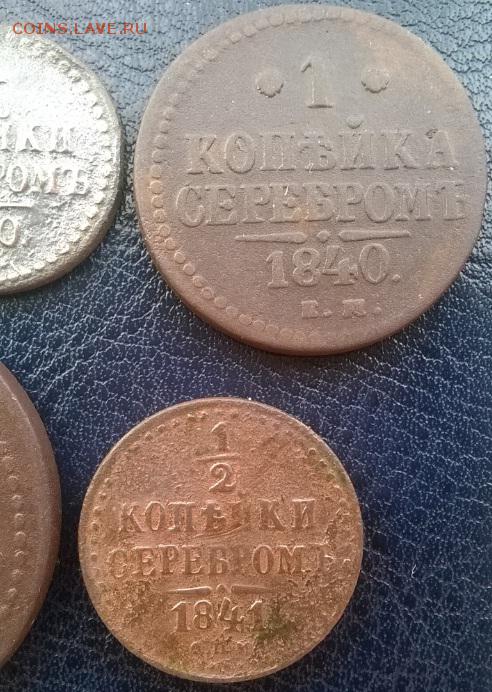 COINS.LAVE.RU
• 1 •
КОПѢЙКА
СЕРЕБРОМЪ
1840.
1
2
КОПѢЙКИ
СЕРЕБРОМЪ
1841.